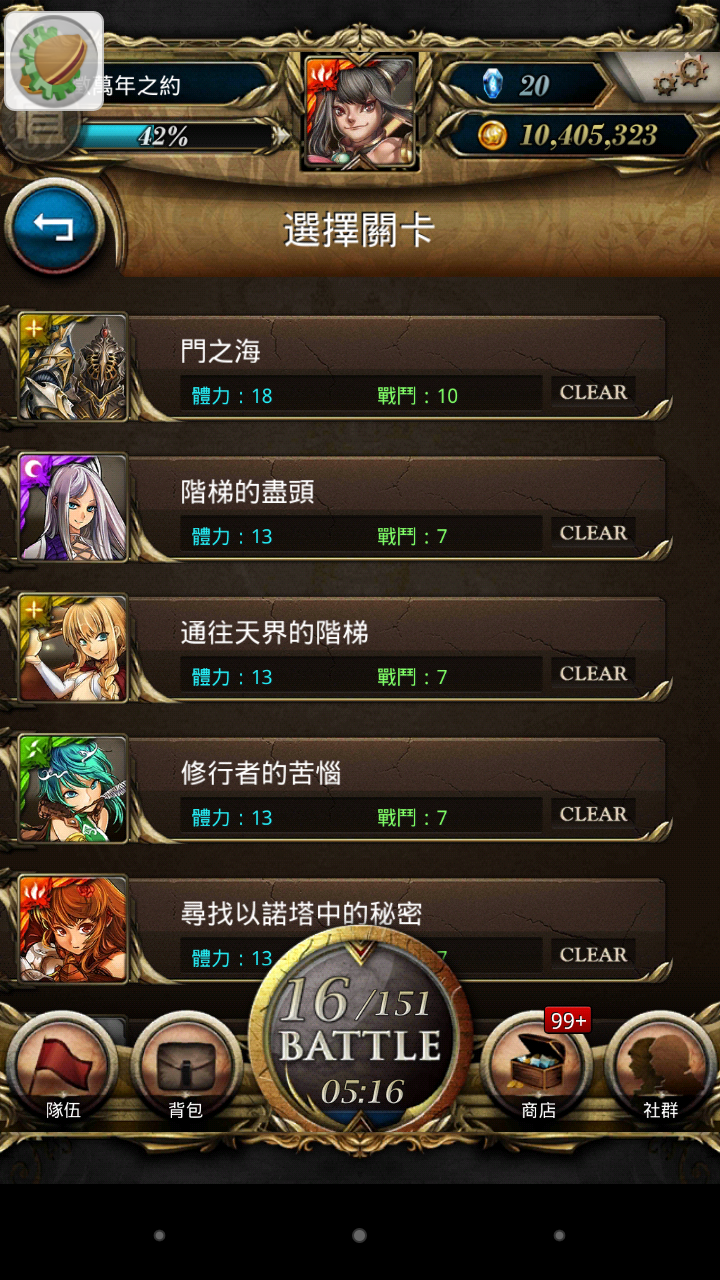 萬年之約
20
42%
10,405,323
選擇關卡
門之海
體力：18 戰鬥：10 CLEAR
階梯的盡頭
體力：13 戰鬥：7 CLEAR
通往天界的階梯
體力：13 戰鬥：7 CLEAR
修行者的苦惱
體力：13 戰鬥：7 CLEAR
尋找以諾塔中的秘密
體力：13 7 CLEAR
16/151
BATTLE
05:16
99+
隊伍 背包 商店 社群